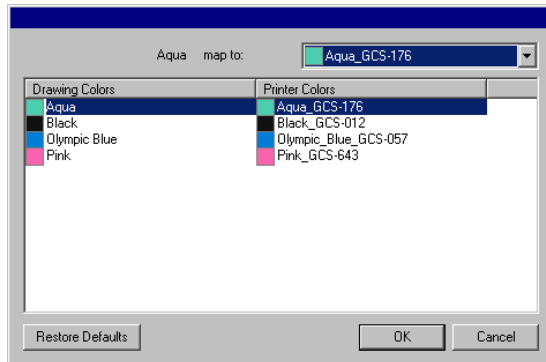 Aqua map to: Aqua_GCS-176
Drawing Colors Printer Colors
Aqua Aqua_GCS-176
Black Black_GCS-012
Olympic Blue Olympic_Blue_GCS-057
Pink Pink_GCS-643
Restore Defaults OK Cancel